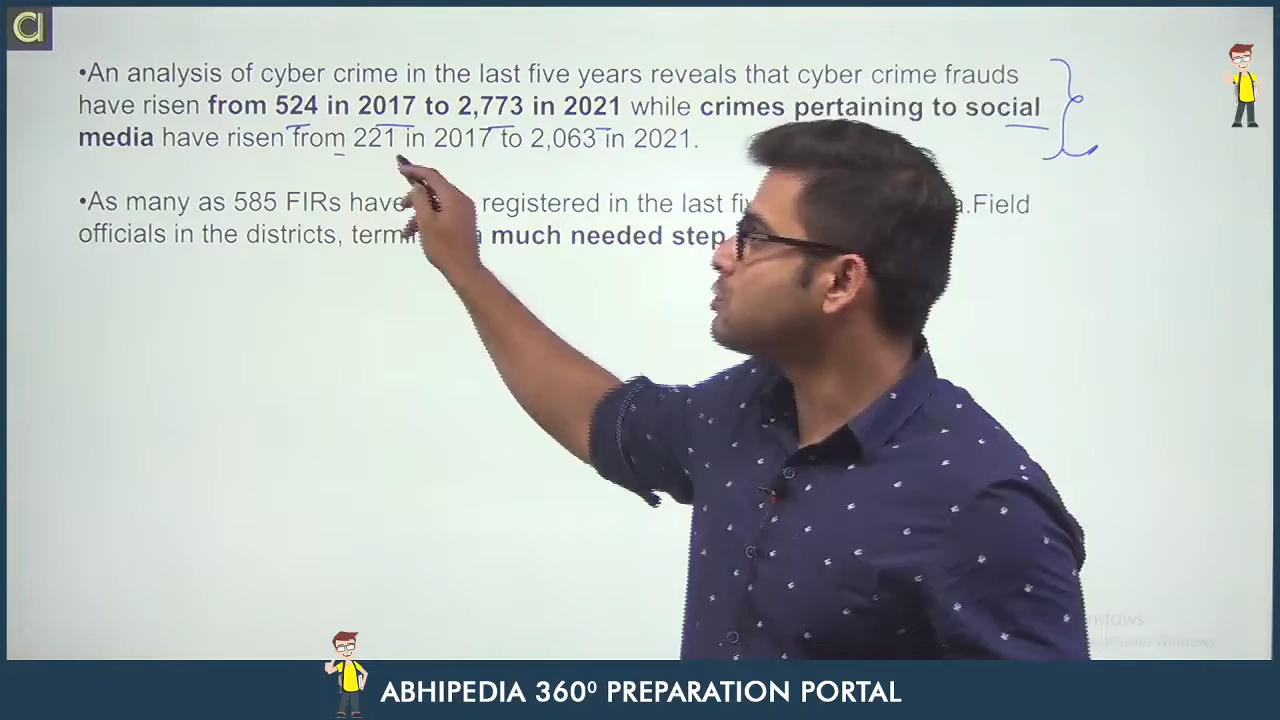 •An analysis of cyber crime in the last five years reveals that cyber crime frauds
have risen from 524 in 2017 to 2,773 in 2021 while crimes pertaining to social
media have risen from 221 in 2017 to 2,063 in 2021.
•As many as 585 FIRs have registered in the last Field
officials in the districts, much needed step
ndows
Windows
ABHIPEDIA 360⁰ PREPARATION PORTAL